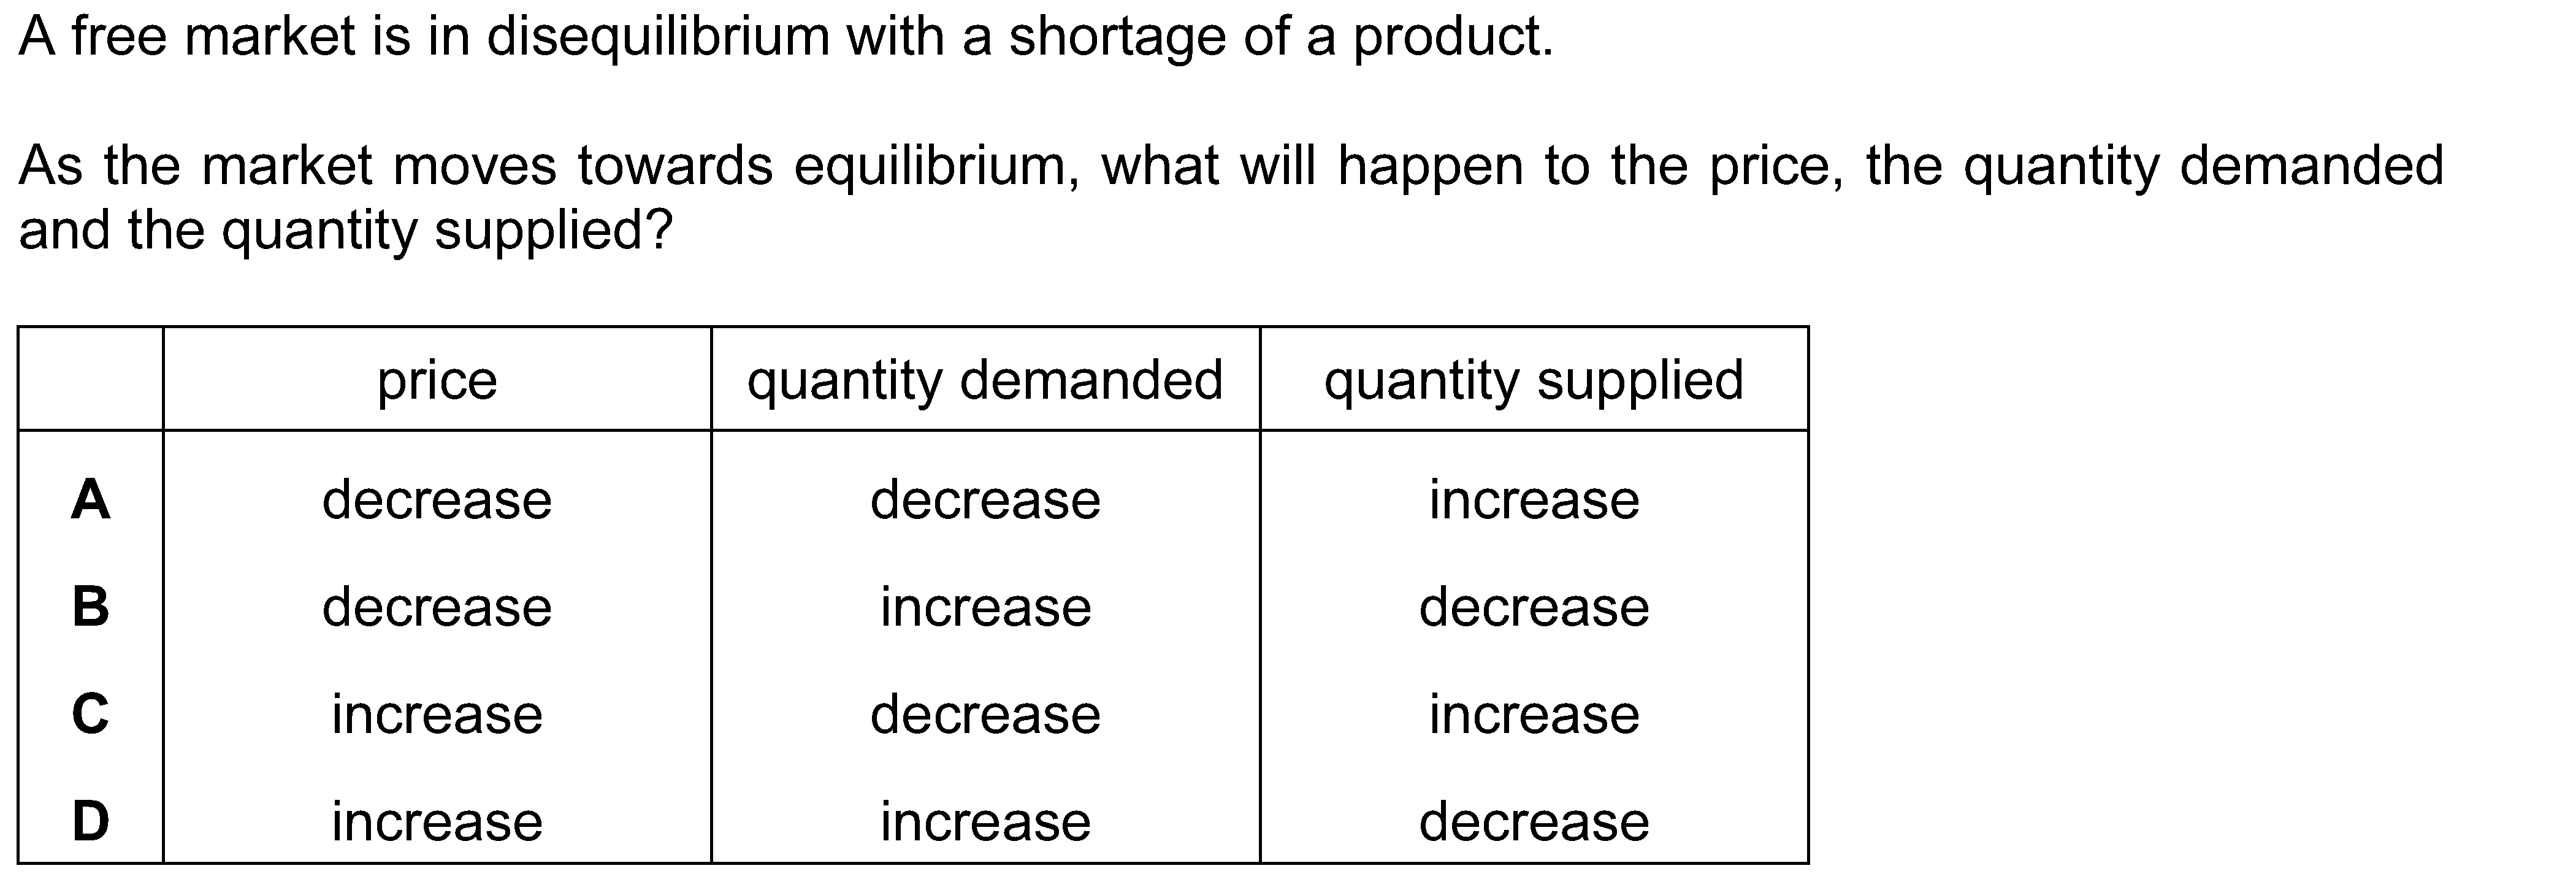 A free market is in disequilibrium with a shortage of a product.
As the market moves towards equilibrium, what will happen to the price, the quantity demanded
and the quantity supplied?
price quantity demanded quantity supplied
A decrease decrease increase
B decrease increase decrease
C increase decrease increase
D increase increase decrease